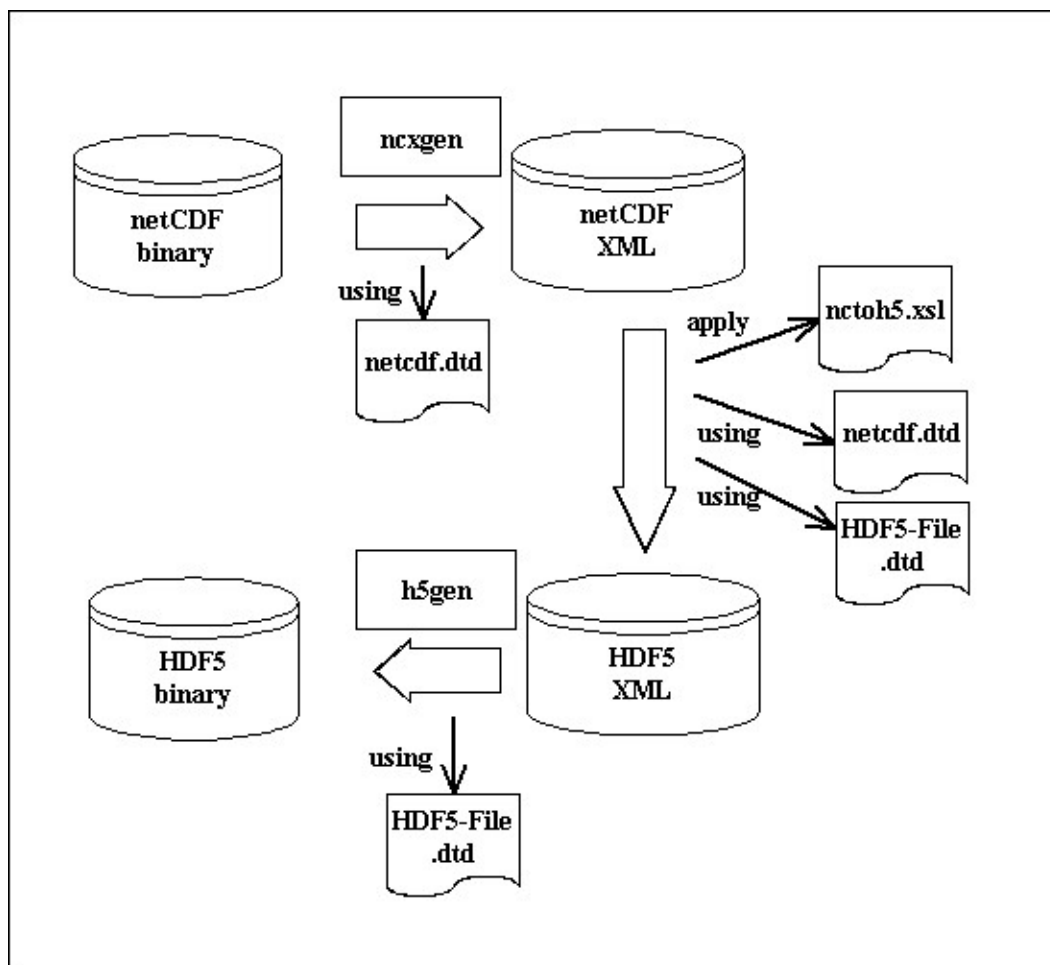 ncxgen
netCDF
binary
netCDF
XML
using
netcdf.dtd
apply
nctoh5.xsl
using
netcdf.dtd
using
HDF5-File
.dtd
h5gen
HDF5
binary
HDF5
XML
using
HDF5-File
.dtd